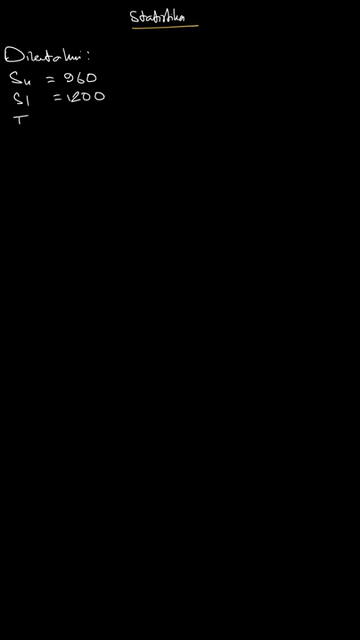 Statistika
Diketahui:
Su = 960
S1 = 1200
T